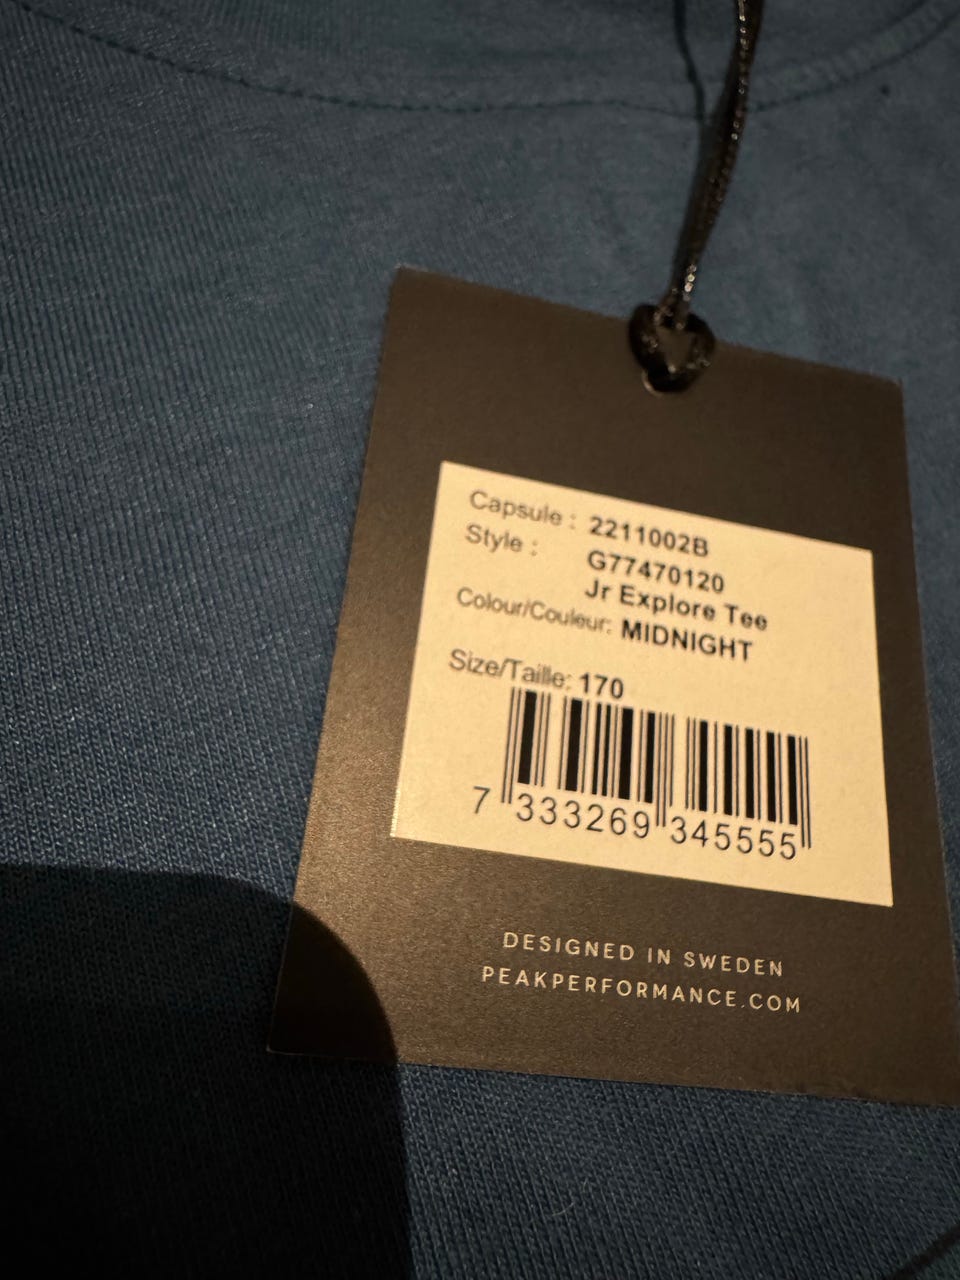 Capsule : 2211002B
Style : G77470120
Jr Explore Tee
Colour/Couleur: MIDNIGHT
Size/Taille: 170
7 333269 345555
DESIGNED IN SWEDEN
PEAKPERFORMANCE.COM